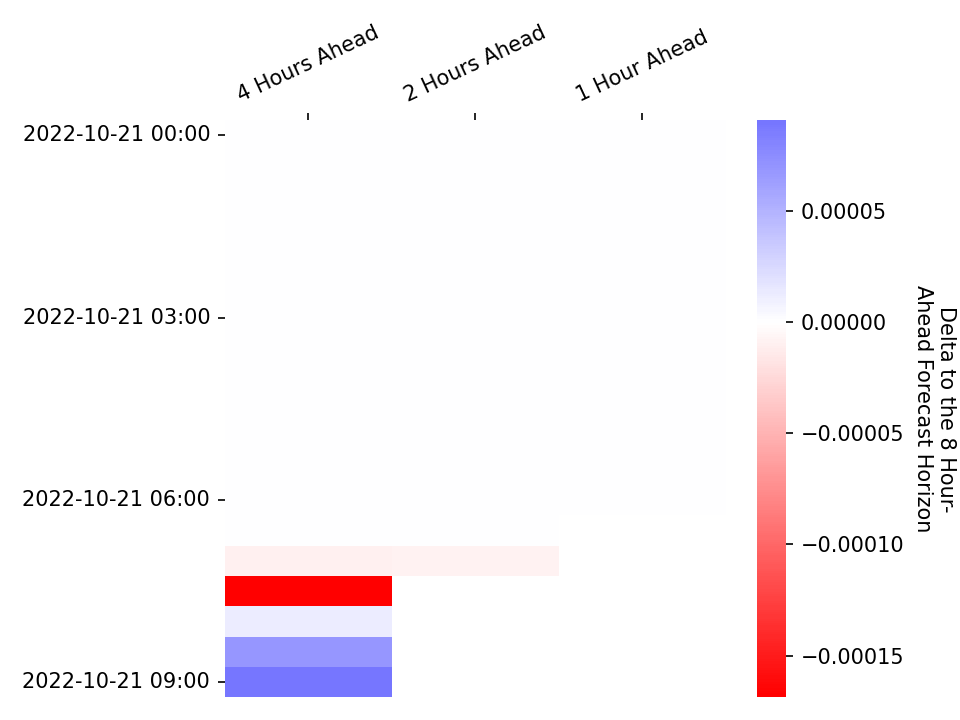 4 Hours Ahead
2 Hours Ahead
1 Hour Ahead
2022-10-21 00:00
2022-10-21 03:00
2022-10-21 06:00
2022-10-21 09:00
0.00005
0.00000
−0.00005
−0.00010
−0.00015
Delta to the 8 Hour-
Ahead Forecast Horizon